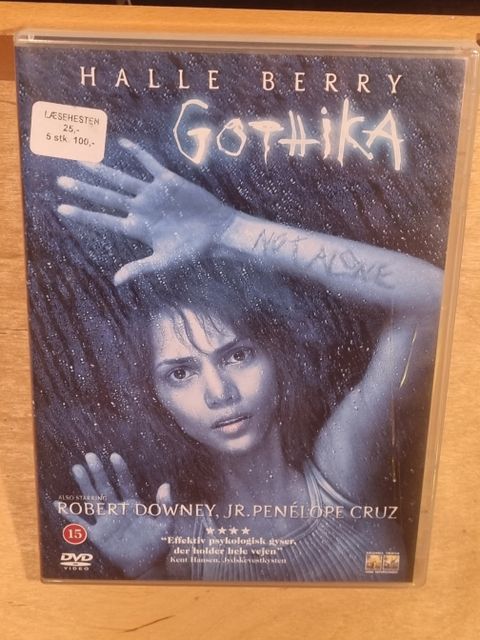 HALLE BERRY
GOTHIKA
LÆSEHESTEN
25,-
5 stk 100,-
NOT ALONE
ALSO STARRING
ROBERT DOWNEY, JR. PENÉLOPE CRUZ
★★★★
"Effektiv psykologisk gyser,
der holder hele vejen"
Kent Hansen, Jydskevestkysten
15
DVD
VIDEO